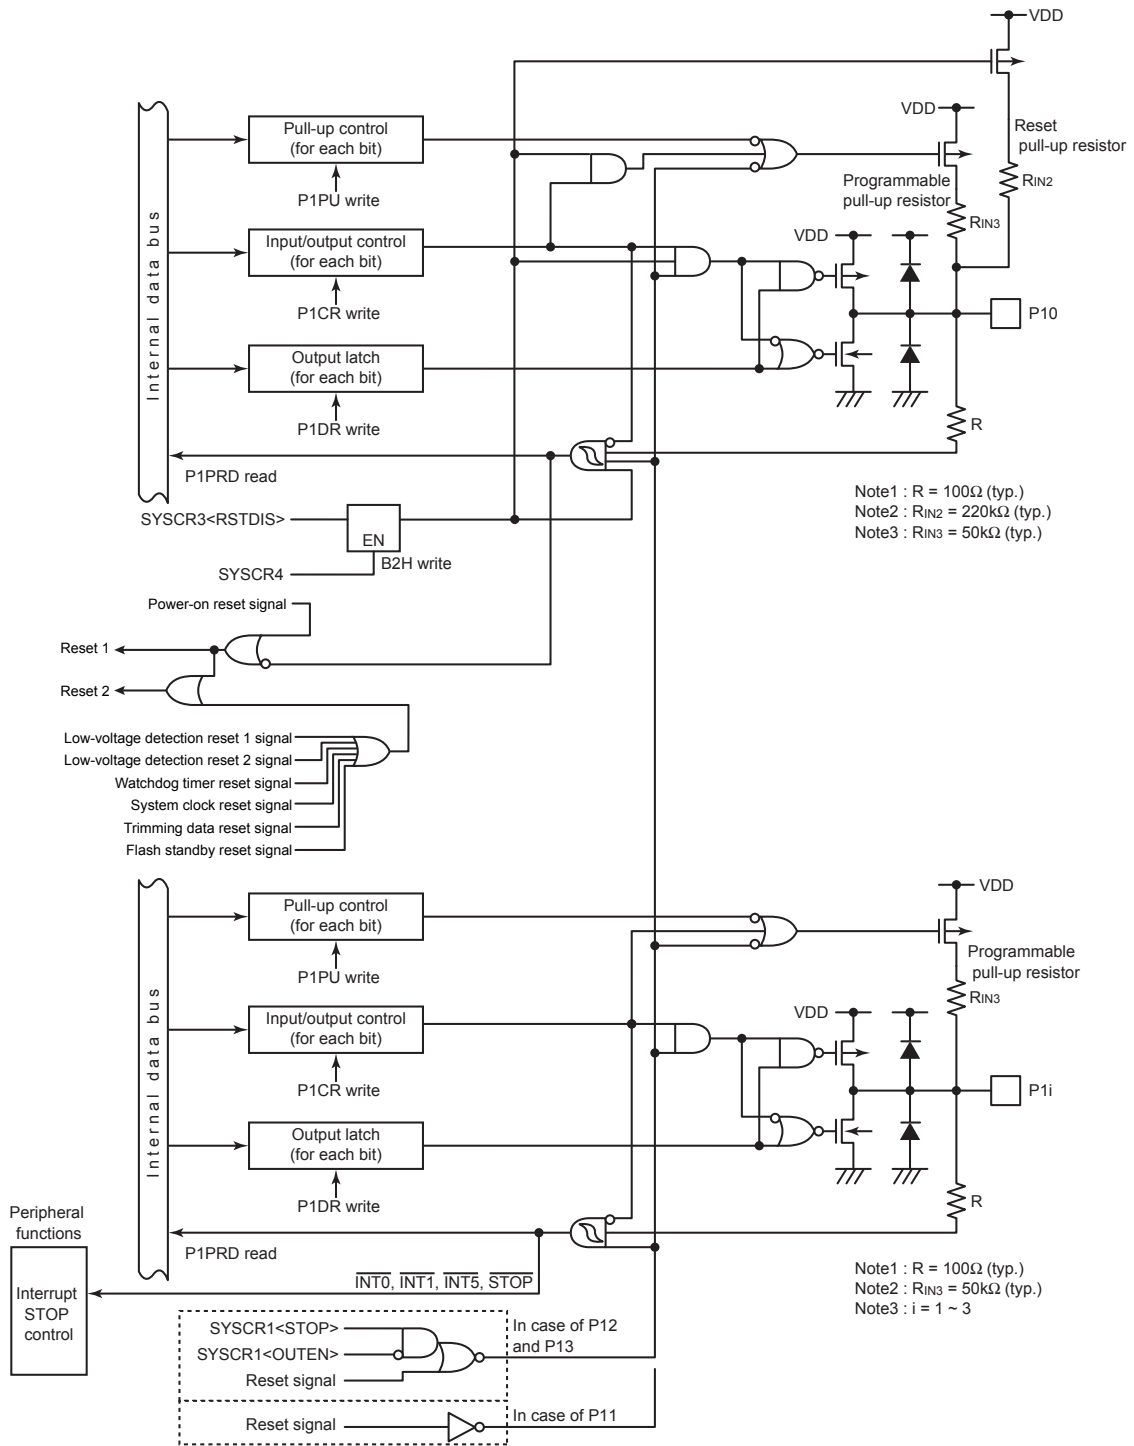 VDD
VDD
Reset
pull-up resistor
RIN2
Pull-up control
(for each bit)
P1PU write
Programmable
pull-up resistor
RIN3
Internal data bus
Input/output control
(for each bit)
P1CR write
VDD
P10
Output latch
(for each bit)
P1DR write
R
P1PRD read
SYSCR3<RSTDIS>
EN
B2H write
SYSCR4
Note1 : R = 100Ω (typ.)
Note2 : RIN2 = 220kΩ (typ.)
Note3 : RIN3 = 50kΩ (typ.)
Power-on reset signal
Reset 1
Reset 2
Low-voltage detection reset 1 signal
Low-voltage detection reset 2 signal
Watchdog timer reset signal
System clock reset signal
Trimming data reset signal
Flash standby reset signal
VDD
Pull-up control
(for each bit)
P1PU write
Programmable
pull-up resistor
RIN3
Internal data bus
Input/output control
(for each bit)
P1CR write
VDD
P1i
Output latch
(for each bit)
P1DR write
R
Peripheral
functions
P1PRD read
INT0, INT1, INT5, STOP
Interrupt
STOP
control
Note1 : R = 100Ω (typ.)
Note2 : RIN3 = 50kΩ (typ.)
Note3 : i = 1 ~ 3
SYSCR1<STOP>
SYSCR1<OUTEN>
Reset signal
In case of P12
and P13
Reset signal
In case of P11